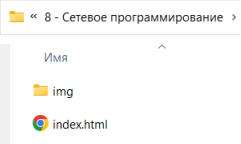 « 8 - Сетевое программирование >
Имя
img
index.html